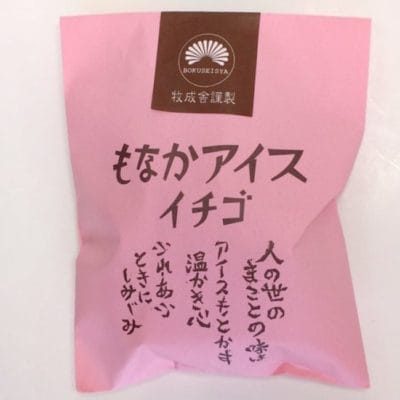 BOKUSEISYA
牧成舎謹製
もなかアイス
イチゴ
人の世の
まことの味は
アイスもとかす
温かき心
ふれあふ
ときに
しみじみ